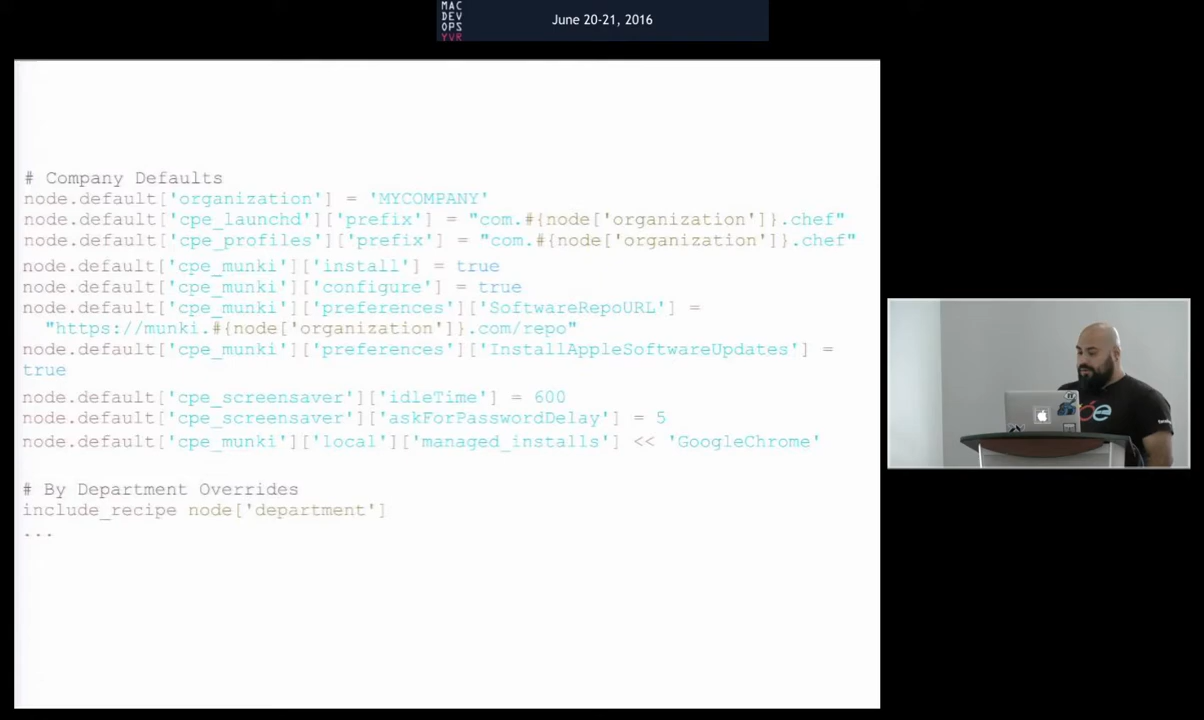 MAC
DEV
OPS
YVR
June 20-21, 2016
# Company Defaults
node.default['organization'] = 'MYCOMPANY'
node.default['cpe_launchd']['prefix'] = "com.#{node['organization']}.chef"
node.default['cpe_profiles']['prefix'] = "com.#{node['organization']}.chef"
node.default['cpe_munki']['install'] = true
node.default['cpe_munki']['configure'] = true
node.default['cpe_munki']['preferences']['SoftwareRepoURL'] =
"https://munki.#{node['organization']}.com/repo"
node.default['cpe_munki']['preferences']['InstallAppleSoftwareUpdates'] =
true
node.default['cpe_screensaver']['idleTime'] = 600
node.default['cpe_screensaver']['askForPasswordDelay'] = 5
node.default['cpe_munki']['local']['managed_installs'] << 'GoogleChrome'
# By Department Overrides
include_recipe node['department']
...